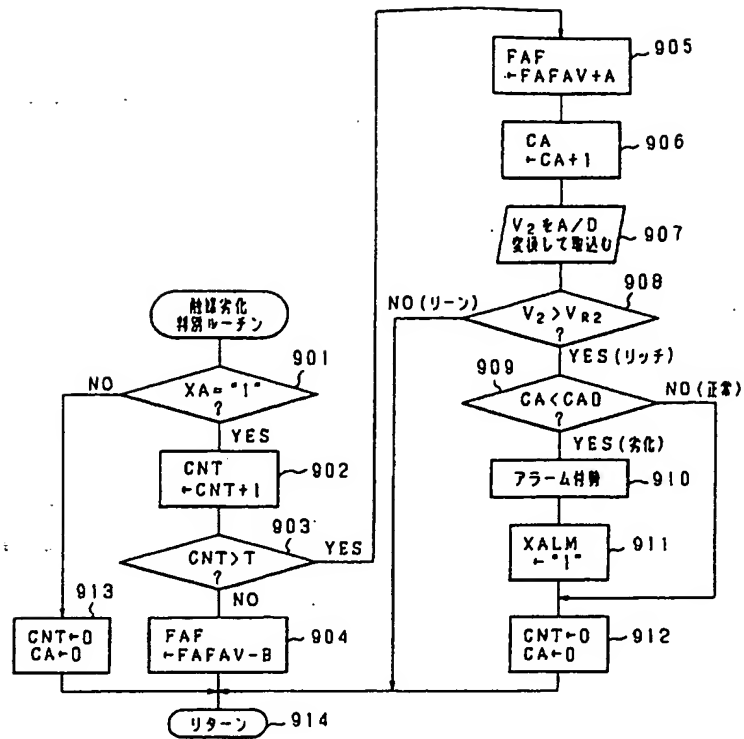 触媒劣化
判別ルーチン
901
NO
XA="1"
?
YES
CNT
←CNT+1
902
903
CNT>T
?
YES
NO
913
CNT←0
CA←0
FAF
←FAFAV-B
904
リターン
914
FAF
←FAFAV+A
905
CA
←CA+1
906
V2をA/D
変換して取込む
907
908
NO(リーン)
V2>VR2
?
YES(リッチ)
909
CA<CAD
?
NO(正常)
YES(劣化)
アラーム付勢
910
XALM
←"1"
911
CNT←0
CA←0
912